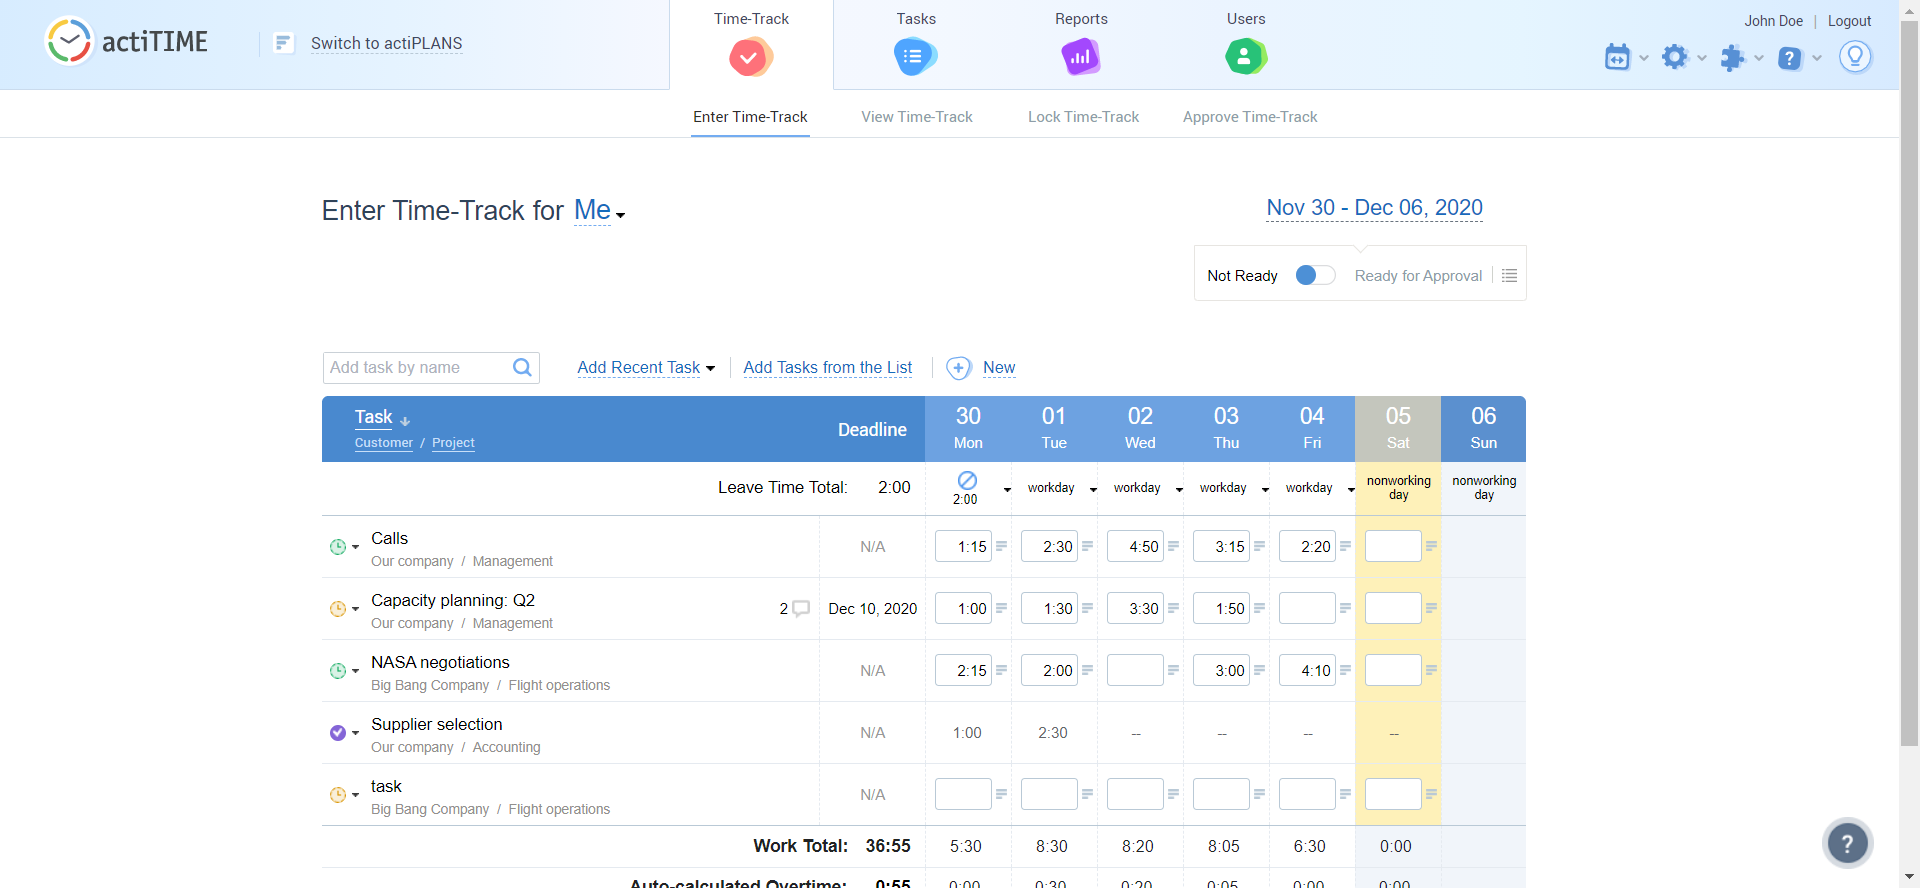 actiTIME
Switch to actiPLANS
Time-Track
Tasks
Reports
Users
John Doe | Logout
Enter Time-Track
View Time-Track
Lock Time-Track
Approve Time-Track
Enter Time-Track for Me
Nov 30 - Dec 06, 2020
Not Ready
Ready for Approval
Add task by name
Add Recent Task
Add Tasks from the List
New
Task
Customer / Project
Deadline
30 Mon
01 Tue
02 Wed
03 Thu
04 Fri
05 Sat
06 Sun
Leave Time Total: 2:00
2:00
workday
workday
workday
workday
nonworking day
nonworking day
Calls
Our company / Management
N/A 1:15 2:30 4:50 3:15 2:20
Capacity planning: Q2
Our company / Management
2 Dec 10, 2020 1:00 1:30 3:30 1:50
NASA negotiations
Big Bang Company / Flight operations
N/A 2:15 2:00 3:00 4:10
Supplier selection
Our company / Accounting
N/A 1:00 2:30 -- -- -- --
task
Big Bang Company / Flight operations
N/A
Work Total: 36:55 5:30 8:30 8:20 8:05 6:30 0:00
Auto-calculated Overtime: 0:55 0:00 0:30 0:20 0:05 0:00 0:00
?